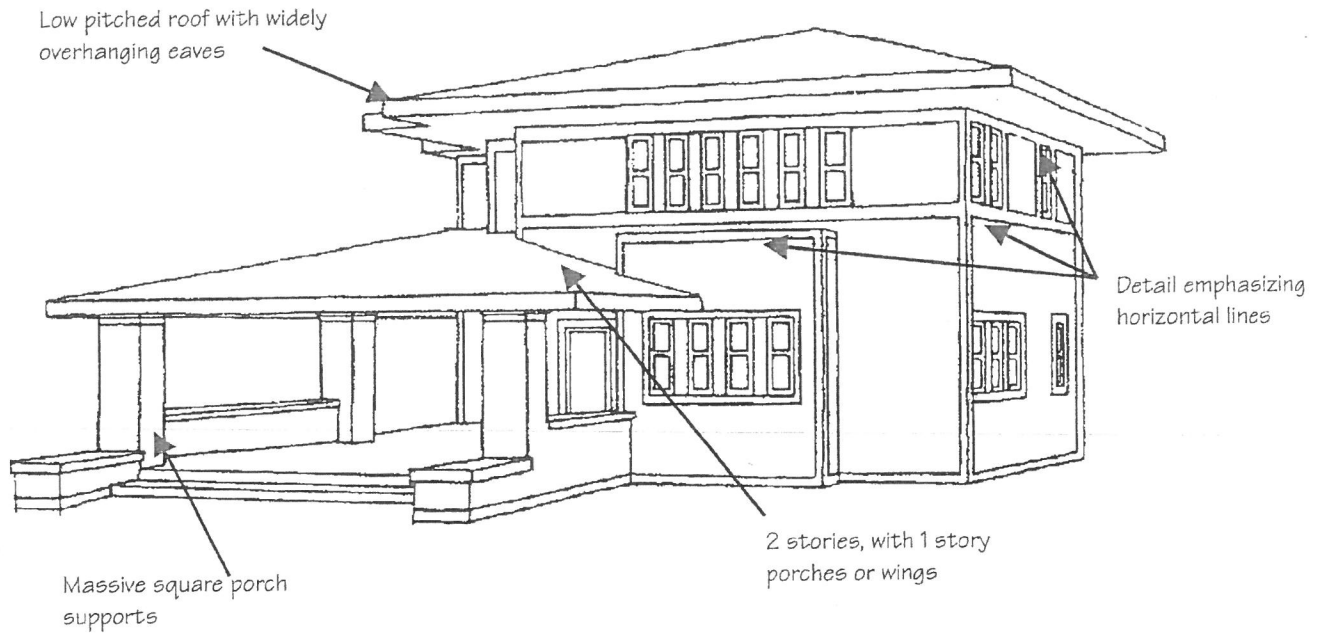 Low pitched roof with widely
overhanging eaves
Detail emphasizing
horizontal lines
2 stories, with 1 story
porches or wings
Massive square porch
supports